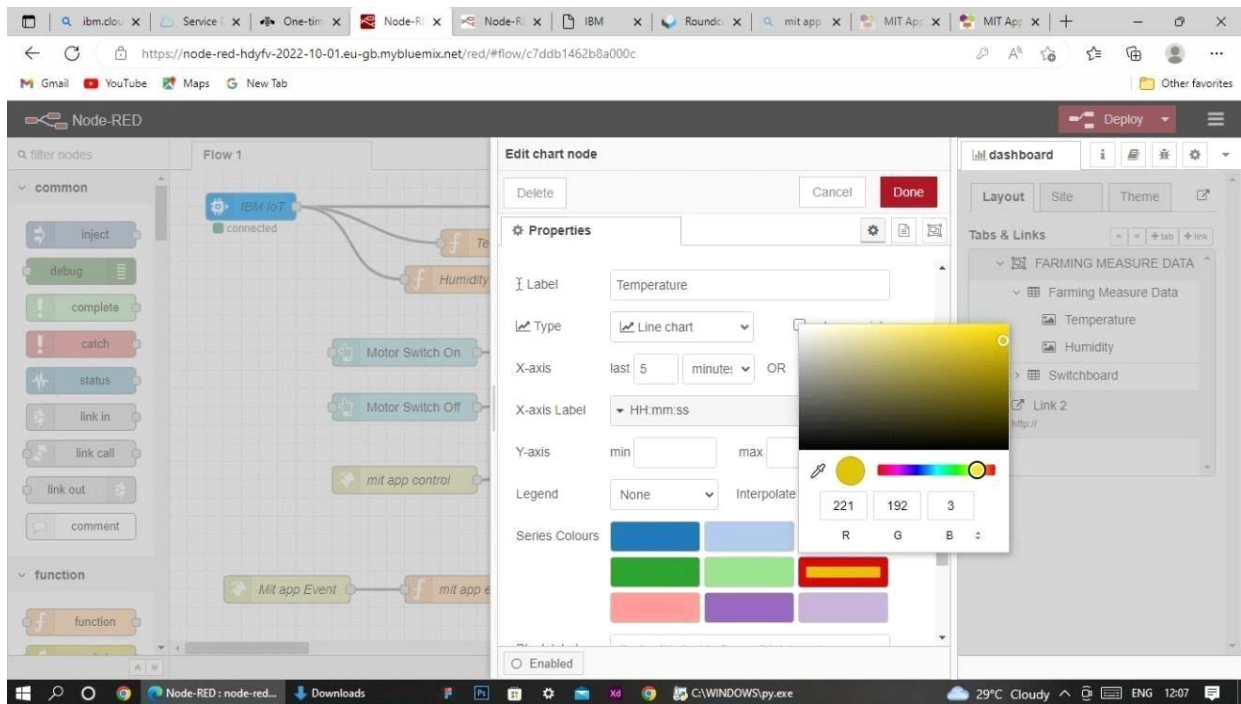 ibm.clou
Service
One-tim
Node-R
Node-R
IBM
Roundc
mit app
MIT App
MIT App
https://node-red-hdyfv-2022-10-01.eu-gb.mybluemix.net/red/#flow/c7ddb1462b8a000c
Gmail YouTube Maps New Tab Other favorites
Node-RED Deploy
filter nodes
common
inject
debug
complete
catch
status
link in
link call
link out
comment
function
function
Flow 1
IBM IoT
connected
Te
Humidity
Motor Switch On
Motor Switch Off
mit app control
Mit app Event
mit app e
Edit chart node
Delete Cancel Done
Properties
Label Temperature
Type Line chart
X-axis last 5 minutes OR
X-axis Label HH:mm:ss
Y-axis min max
Legend None Interpolate
Series Colours
221 192 3
R G B
Enabled
dashboard i
Layout Site Theme
Tabs & Links +tab +link
FARMING MEASURE DATA
Farming Measure Data
Temperature
Humidity
Switchboard
Link 2
http://
Node-RED : node-red... Downloads Ps Xd C:\WINDOWS\py.exe 29°C Cloudy ENG 12:07